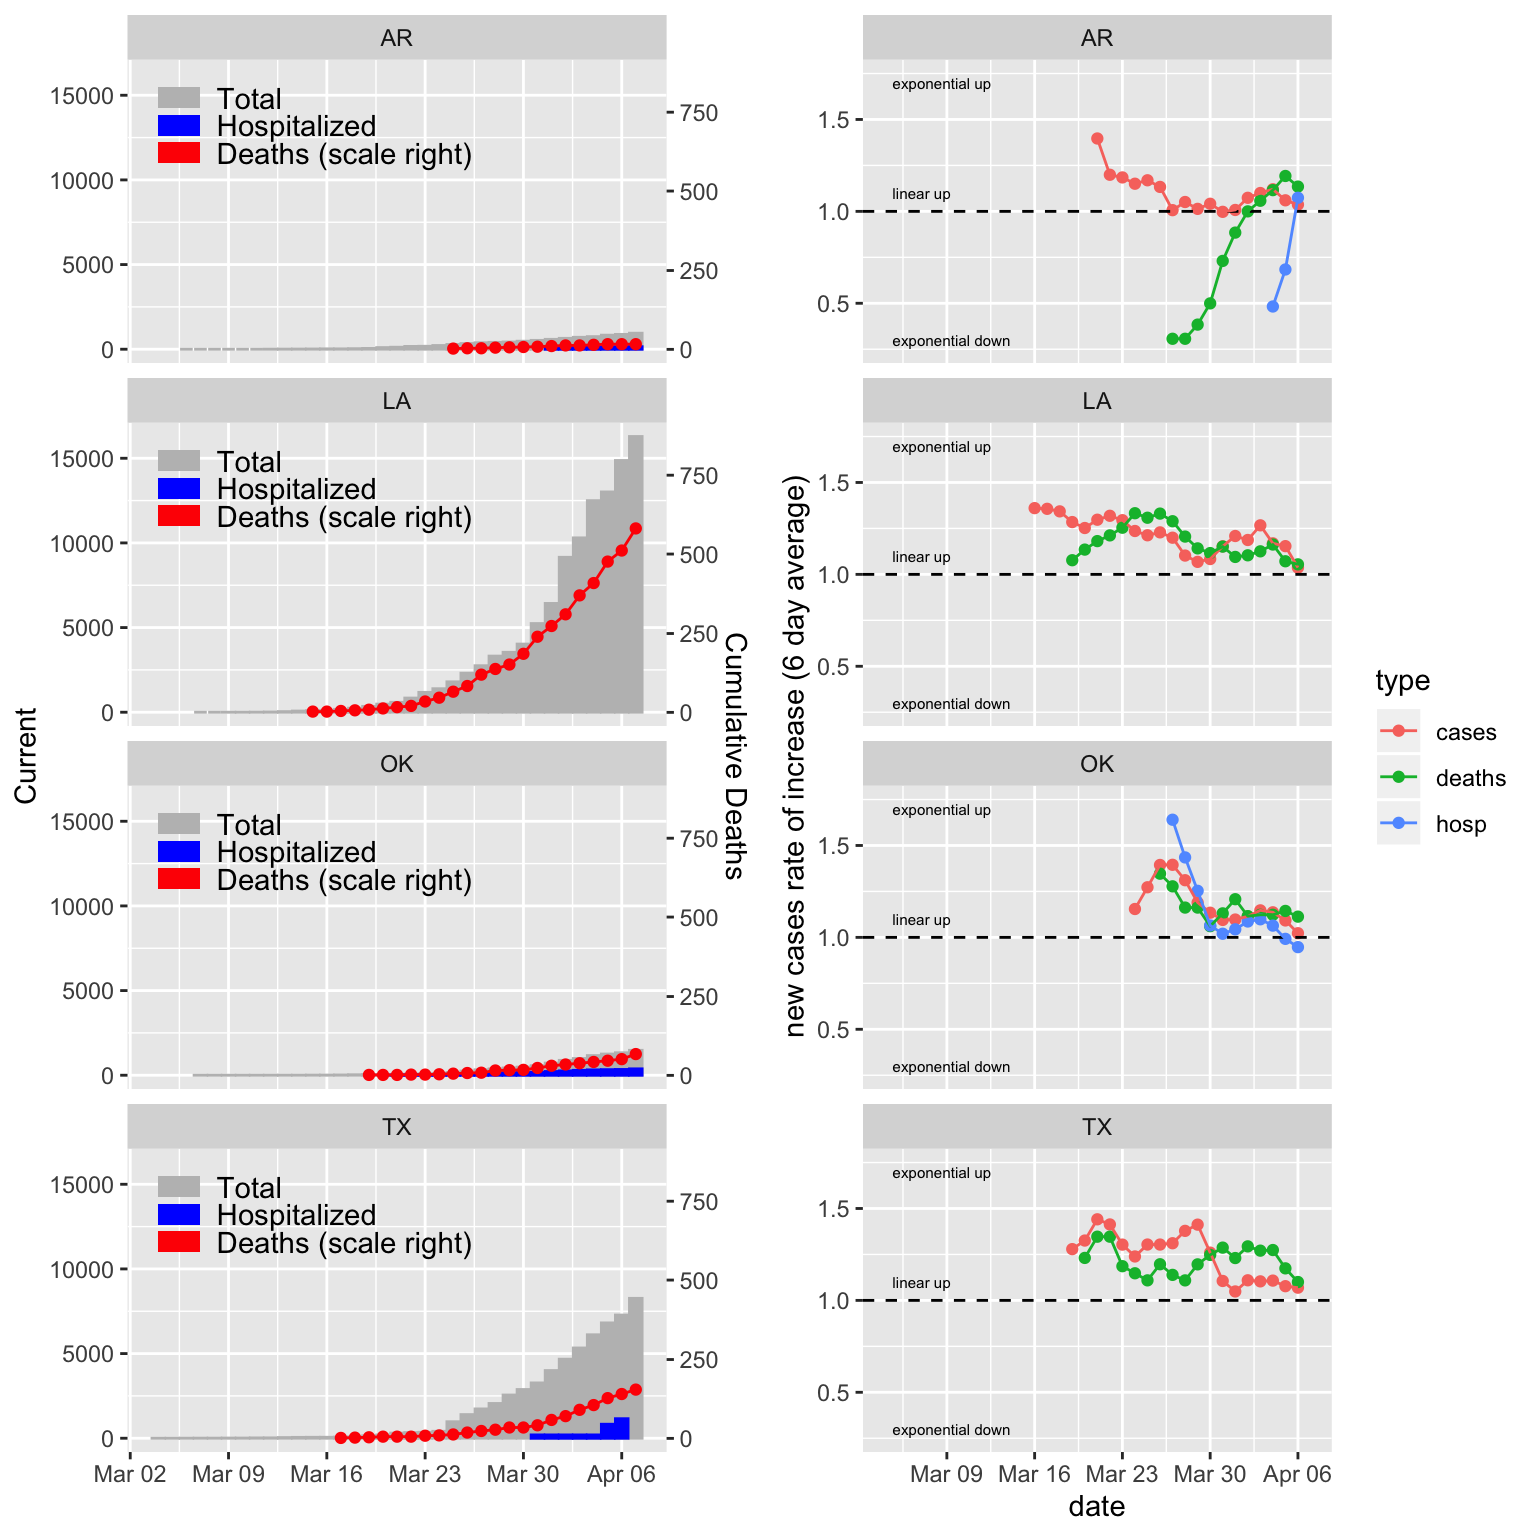 AR
15000
10000
5000
0
Total
Hospitalized
Deaths (scale right)
750
500
250
0
LA
15000
10000
5000
0
Total
Hospitalized
Deaths (scale right)
750
500
250
0
OK
15000
10000
5000
0
Total
Hospitalized
Deaths (scale right)
750
500
250
0
TX
15000
10000
5000
0
Total
Hospitalized
Deaths (scale right)
750
500
250
0
Mar 02 Mar 09 Mar 16 Mar 23 Mar 30 Apr 06
Current
Cumulative Deaths
AR
1.5
1.0
0.5
exponential up
linear up
exponential down
LA
1.5
1.0
0.5
exponential up
linear up
exponential down
OK
1.5
1.0
0.5
exponential up
linear up
exponential down
TX
1.5
1.0
0.5
exponential up
linear up
exponential down
Mar 09 Mar 16 Mar 23 Mar 30 Apr 06
date
new cases rate of increase (6 day average)
type
cases
deaths
hosp